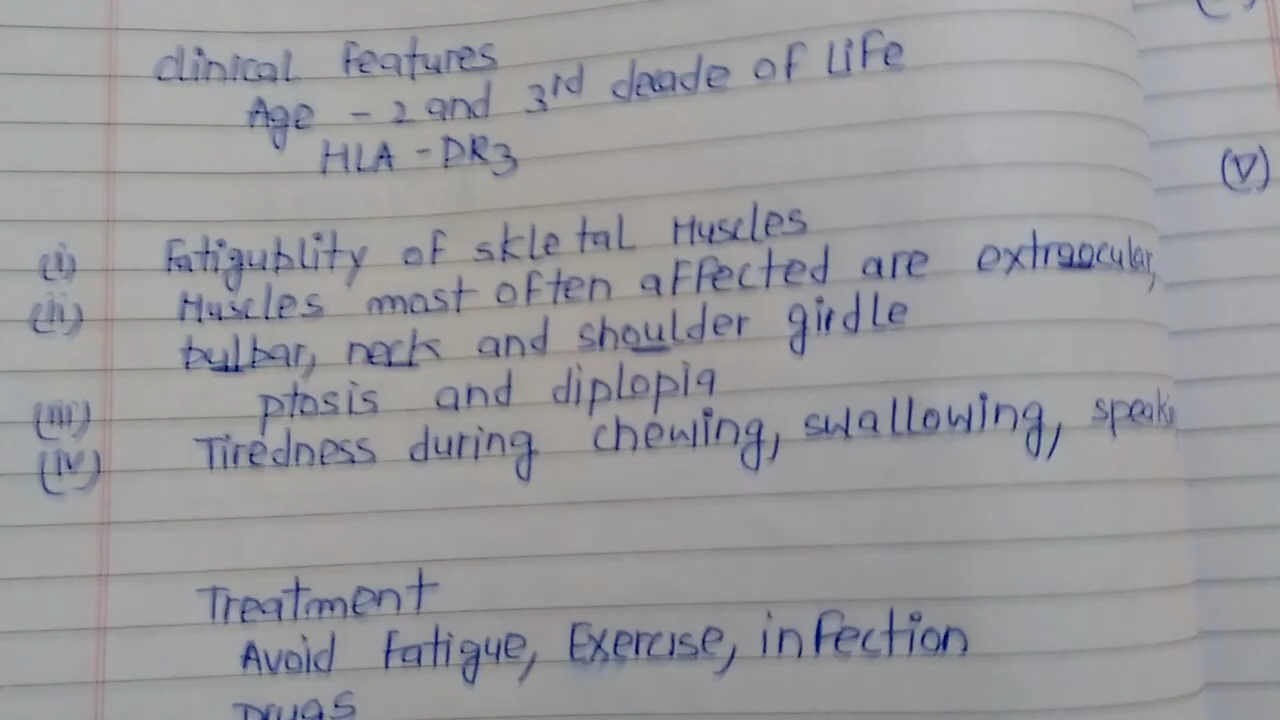 clinical Features
Age - 2 and 3rd decade of Life
HLA - DR3
(i) Fatigublity of skletal Muscles
(ii) Muscles most often affected are extraocular,
bulbar, neck and shoulder girdle
(iii) ptosis and diplopia
(iv) Tiredness during chewing, swallowing, speaki
Treatment
Avoid Fatigue, Exercise, infection
Drugs
(V)